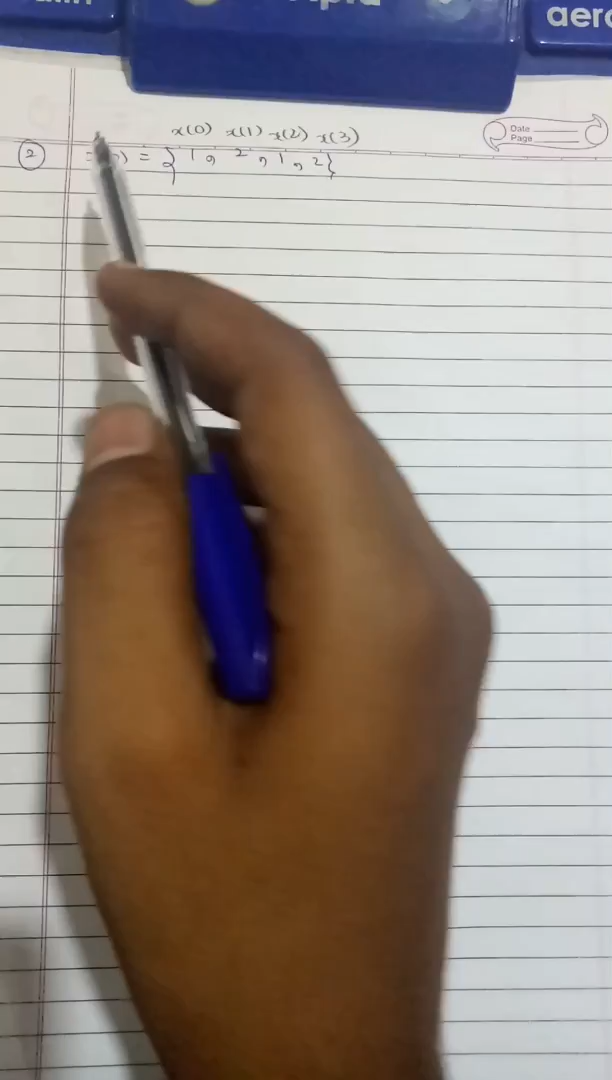 aero
x(0) x(1) x(2) x(3)
Date
Page
② = { 1, 2, 1, 2}